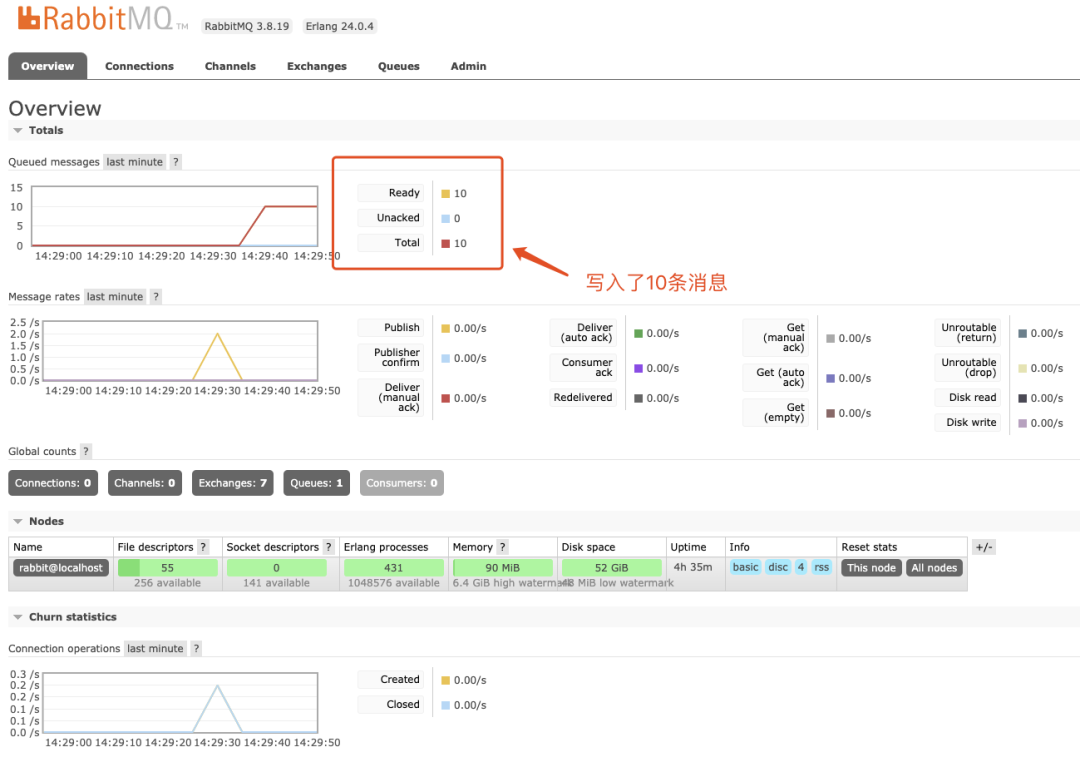 RabbitMQ TM RabbitMQ 3.8.19 Erlang 24.0.4
Overview Connections Channels Exchanges Queues Admin
Overview
Totals
Queued messages last minute ?
15
10
5
0
14:29:00 14:29:10 14:29:20 14:29:30 14:29:40 14:29:50
Ready 10
Unacked 0
Total 10
写入了10条消息
Message rates last minute ?
2.5 /s
2.0 /s
1.5 /s
1.0 /s
0.5 /s
0.0 /s
14:29:00 14:29:10 14:29:20 14:29:30 14:29:40 14:29:50
Publish 0.00/s
Publisher
confirm 0.00/s
Deliver
(manual
ack) 0.00/s
Deliver
(auto ack) 0.00/s
Consumer
ack 0.00/s
Redelivered 0.00/s
Get
(manual
ack) 0.00/s
Get (auto
ack) 0.00/s
Get
(empty) 0.00/s
Unroutable
(return) 0.00/s
Unroutable
(drop) 0.00/s
Disk read 0.00/s
Disk write 0.00/s
Global counts ?
Connections: 0 Channels: 0 Exchanges: 7 Queues: 1 Consumers: 0
Nodes
Name File descriptors ? Socket descriptors ? Erlang processes Memory ? Disk space Uptime Info Reset stats +/-
rabbit@localhost 55 0 431 90 MiB 52 GiB 4h 35m basic disc 4 rss This node All nodes
256 available 141 available 1048576 available 6.4 GiB high watermark 48 MiB low watermark
Churn statistics
Connection operations last minute ?
0.3 /s
0.2 /s
0.2 /s
0.1 /s
0.1 /s
0.0 /s
14:29:00 14:29:10 14:29:20 14:29:30 14:29:40 14:29:50
Created 0.00/s
Closed 0.00/s